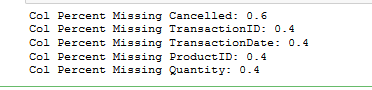 Col Percent Missing Cancelled: 0.6
Col Percent Missing TransactionID: 0.4
Col Percent Missing TransactionDate: 0.4
Col Percent Missing ProductID: 0.4
Col Percent Missing Quantity: 0.4